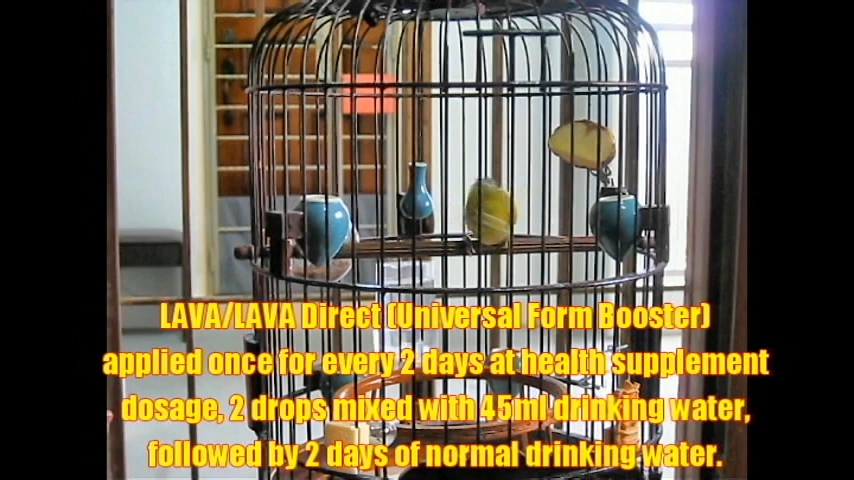 LAVA/LAVA Direct (Universal Form Booster)
applied once for every 2 days at health supplement
dosage, 2 drops mixed with 45ml drinking water,
followed by 2 days of normal drinking water.